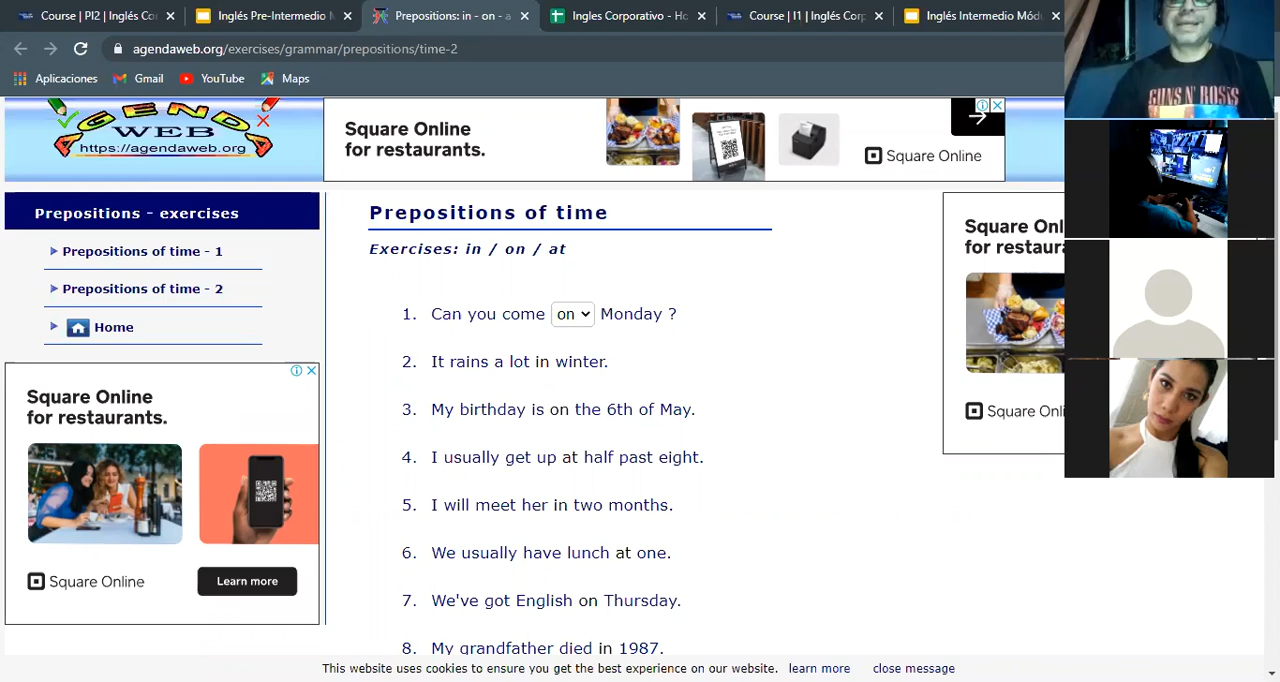 Course | PI2 | Inglés Co
Inglés Pre-Intermedio M
Prepositions: in - on - a
Ingles Corporativo - Ho
Course | I1 | Inglés Corp
Inglés Intermedio Mód
agendaweb.org/exercises/grammar/prepositions/time-2
Aplicaciones
Gmail
YouTube
Maps
AGENDA
WEB
https://agendaweb.org
Square Online
for restaurants.
Square Online
GUNS N' ROSES
Prepositions - exercises
Prepositions of time - 1
Prepositions of time - 2
Home
Square Online
for restaurants.
Square Online
Learn more
Prepositions of time
Exercises: in / on / at
1. Can you come on Monday ?
2. It rains a lot in winter.
3. My birthday is on the 6th of May.
4. I usually get up at half past eight.
5. I will meet her in two months.
6. We usually have lunch at one.
7. We've got English on Thursday.
8. My grandfather died in 1987.
Square Onl
for restaura
Square Onli
This website uses cookies to ensure you get the best experience on our website. learn more close message